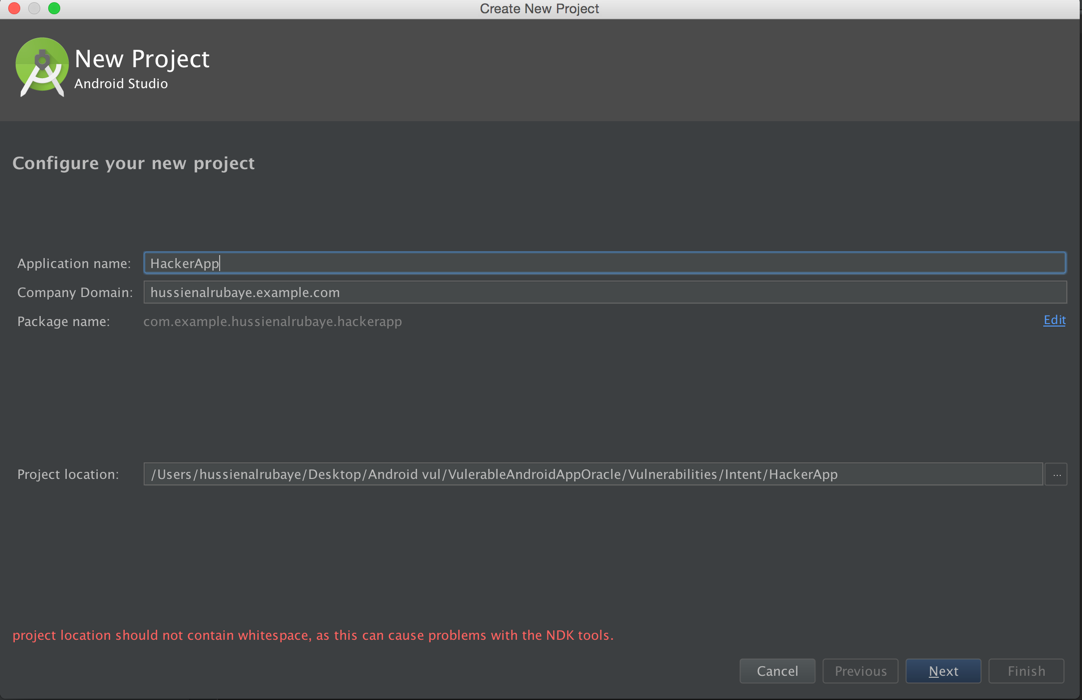 Create New Project
New Project
Android Studio
Configure your new project
Application name: HackerApp
Company Domain: hussienalrubaye.example.com
Package name: com.example.hussienalrubaye.hackerapp Edit
Project location: /Users/hussienalrubaye/Desktop/Android vul/VulerableAndroidAppOracle/Vulnerabilities/Intent/HackerApp ...
project location should not contain whitespace, as this can cause problems with the NDK tools.
Cancel Previous Next Finish